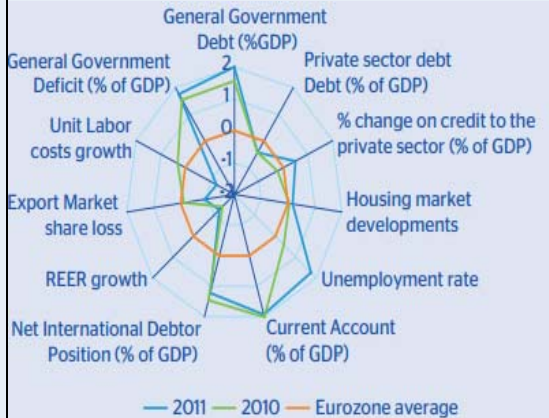 General Government
Debt (%GDP)
General Government
Deficit (% of GDP)
Private sector debt
Debt (% of GDP)
Unit Labor
costs growth
% change on credit to the
private sector (% of GDP)
Export Market
share loss
Housing market
developments
REER growth
Unemployment rate
Net International Debtor
Position (% of GDP)
Current Account
(% of GDP)
2
1
0
-1
-2
2011
2010
Eurozone average